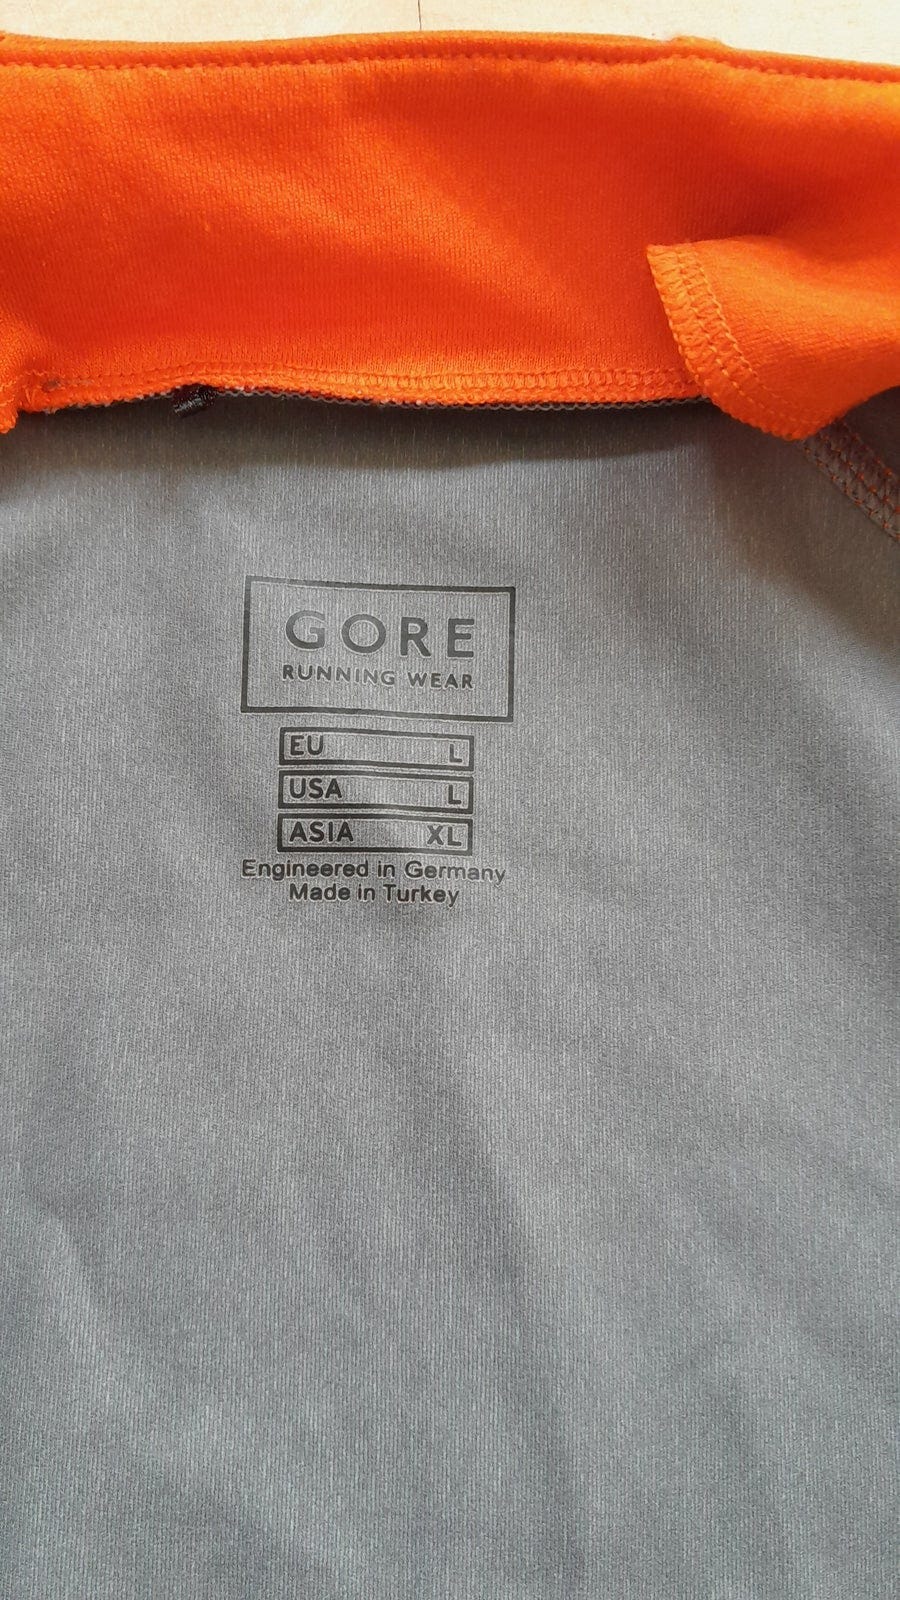 GORE
RUNNING WEAR
EU L
USA L
ASIA XL
Engineered in Germany
Made in Turkey